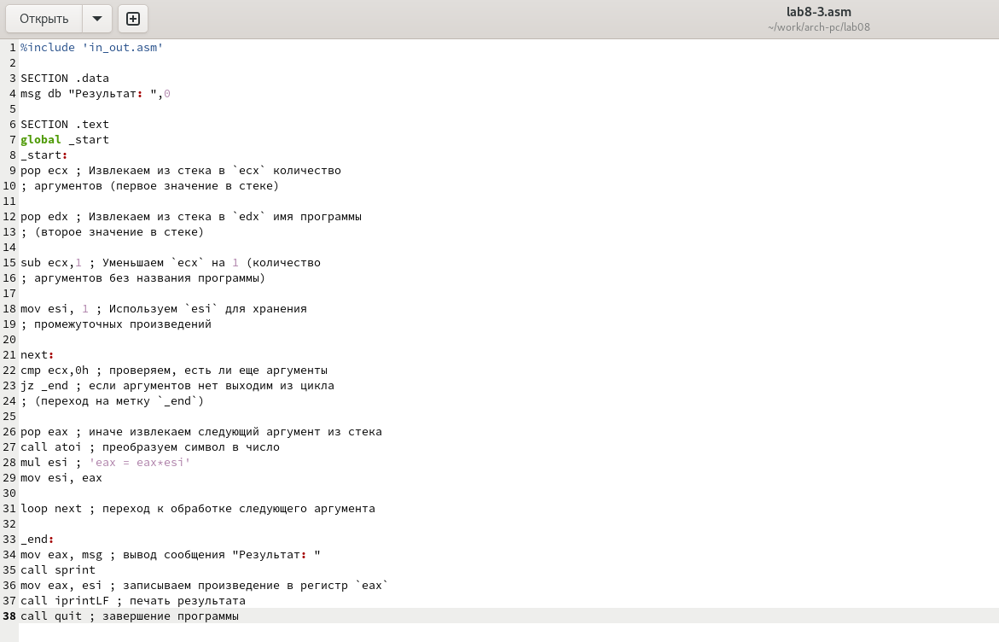 Открыть
lab8-3.asm
~/work/arch-pc/lab08
1 %include 'in_out.asm'
2
3 SECTION .data
4 msg db "Результат: ",0
5
6 SECTION .text
7 global _start
8 _start:
9 pop ecx ; Извлекаем из стека в `ecx` количество
10 ; аргументов (первое значение в стеке)
11
12 pop edx ; Извлекаем из стека в `edx` имя программы
13 ; (второе значение в стеке)
14
15 sub ecx,1 ; Уменьшаем `ecx` на 1 (количество
16 ; аргументов без названия программы)
17
18 mov esi, 1 ; Используем `esi` для хранения
19 ; промежуточных произведений
20
21 next:
22 cmp ecx,0h ; проверяем, есть ли еще аргументы
23 jz _end ; если аргументов нет выходим из цикла
24 ; (переход на метку `_end`)
25
26 pop eax ; иначе извлекаем следующий аргумент из стека
27 call atoi ; преобразуем символ в число
28 mul esi ; 'eax = eax*esi'
29 mov esi, eax
30
31 loop next ; переход к обработке следующего аргумента
32
33 _end:
34 mov eax, msg ; вывод сообщения "Результат: "
35 call sprint
36 mov eax, esi ; записываем произведение в регистр `eax`
37 call iprintLF ; печать результата
38 call quit ; завершение программы